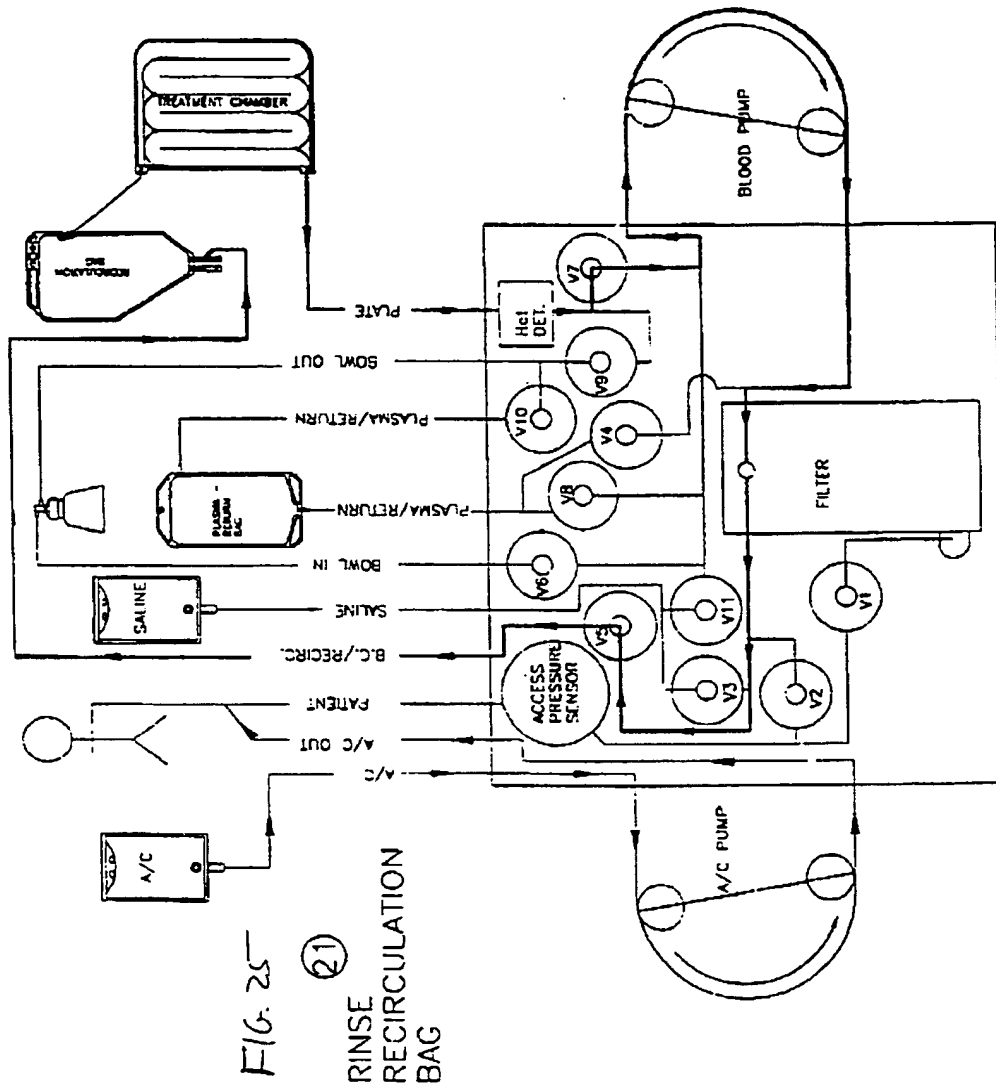 FIG. 25
21
RINSE
RECIRCULATION
BAG
A/C
SALINE
PLASMA-
RETURN
BAG
RECIRCULATION
BAG
TREATMENT CHAMBER
A/C
A/C OUT
PATIENT
B.C./RECIRC.
SALINE
BOWL IN
PLASMA/RETURN
PLASMA/RETURN
BOWL OUT
PLATE
ACCESS
PRESSURE
SENSOR
V5
V6
V8
V10
V4
V9
V7
Hct
DET.
V3
V11
V2
V1
FILTER
A/C PUMP
BLOOD PUMP